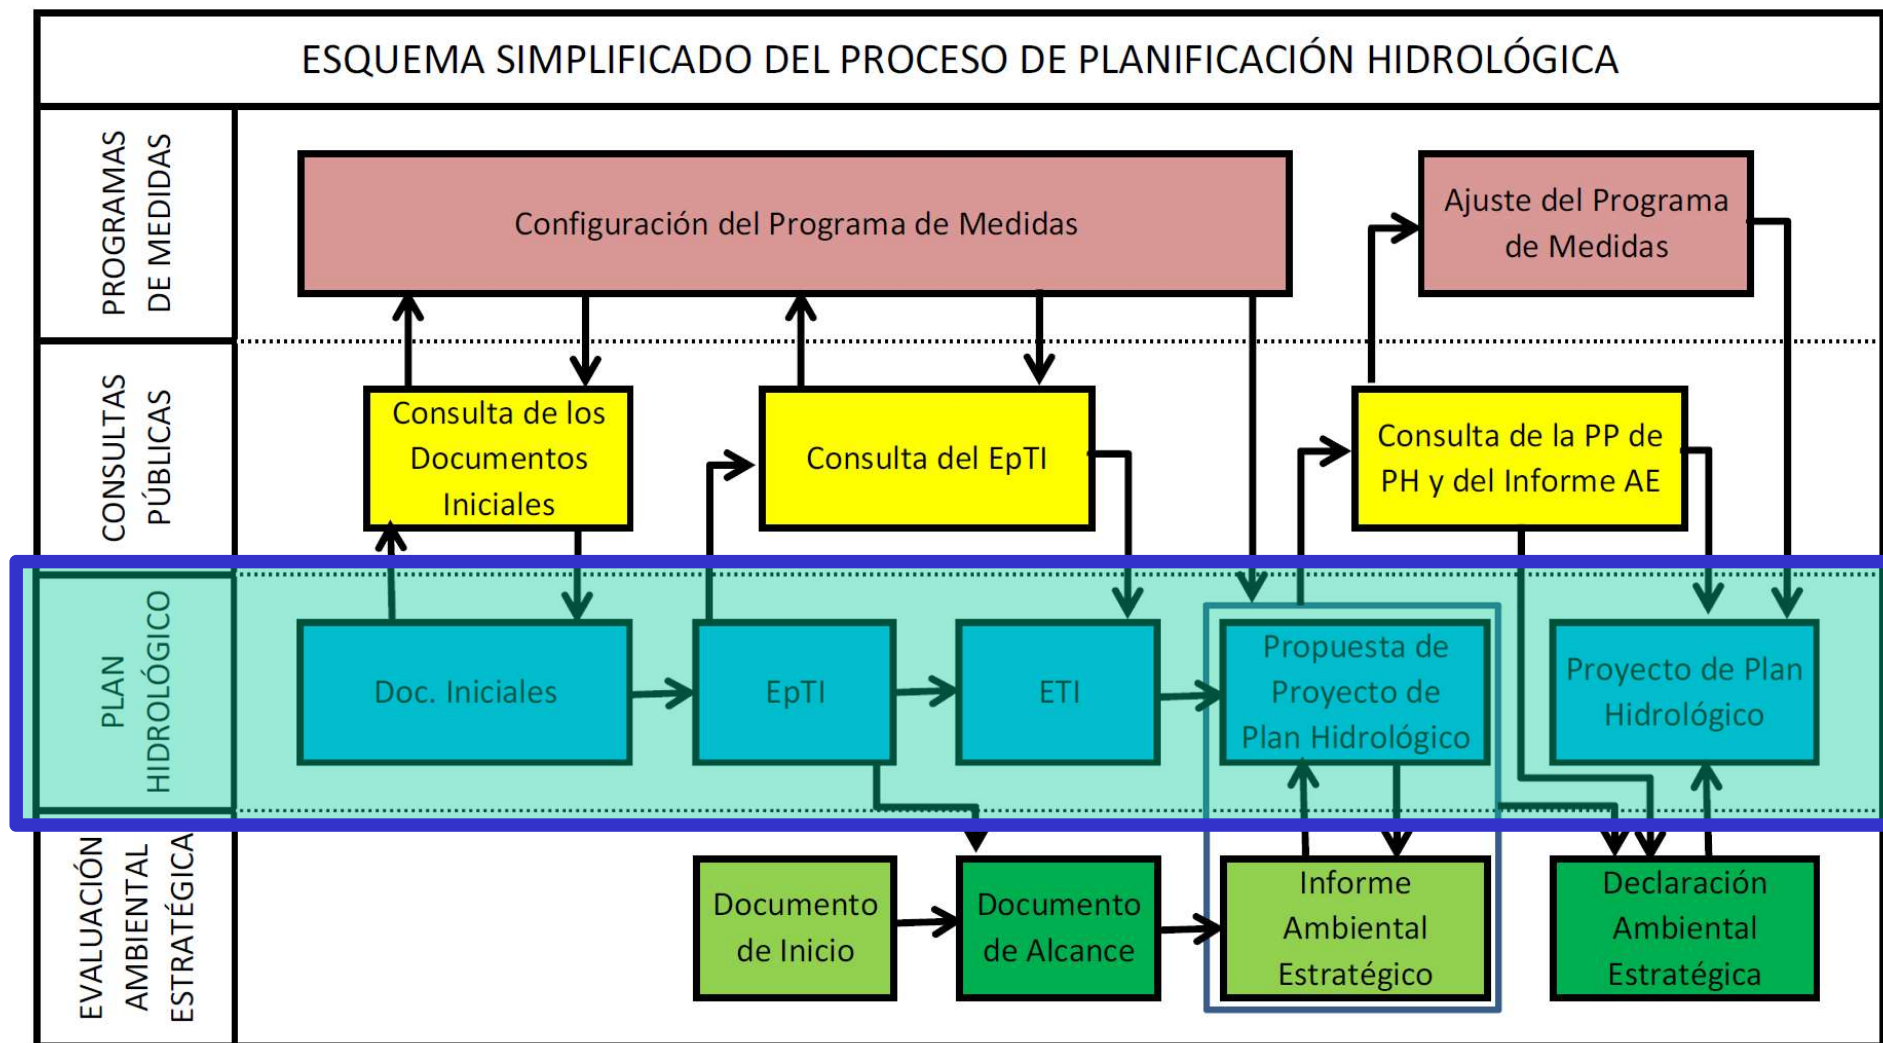 ESQUEMA SIMPLIFICADO DEL PROCESO DE PLANIFICACIÓN HIDROLÓGICA
PROGRAMAS
DE MEDIDAS
Configuración del Programa de Medidas
Ajuste del Programa
de Medidas
CONSULTAS
PÚBLICAS
Consulta de los
Documentos
Iniciales
Consulta del EpTI
Consulta de la PP de
PH y del Informe AE
PLAN
HIDROLÓGICO
Doc. Iniciales
EpTI
ETI
Propuesta de
Proyecto de
Plan Hidrológico
Proyecto de Plan
Hidrológico
EVALUACIÓN
AMBIENTAL
ESTRATÉGICA
Documento
de Inicio
Documento
de Alcance
Informe
Ambiental
Estratégico
Declaración
Ambiental
Estratégica